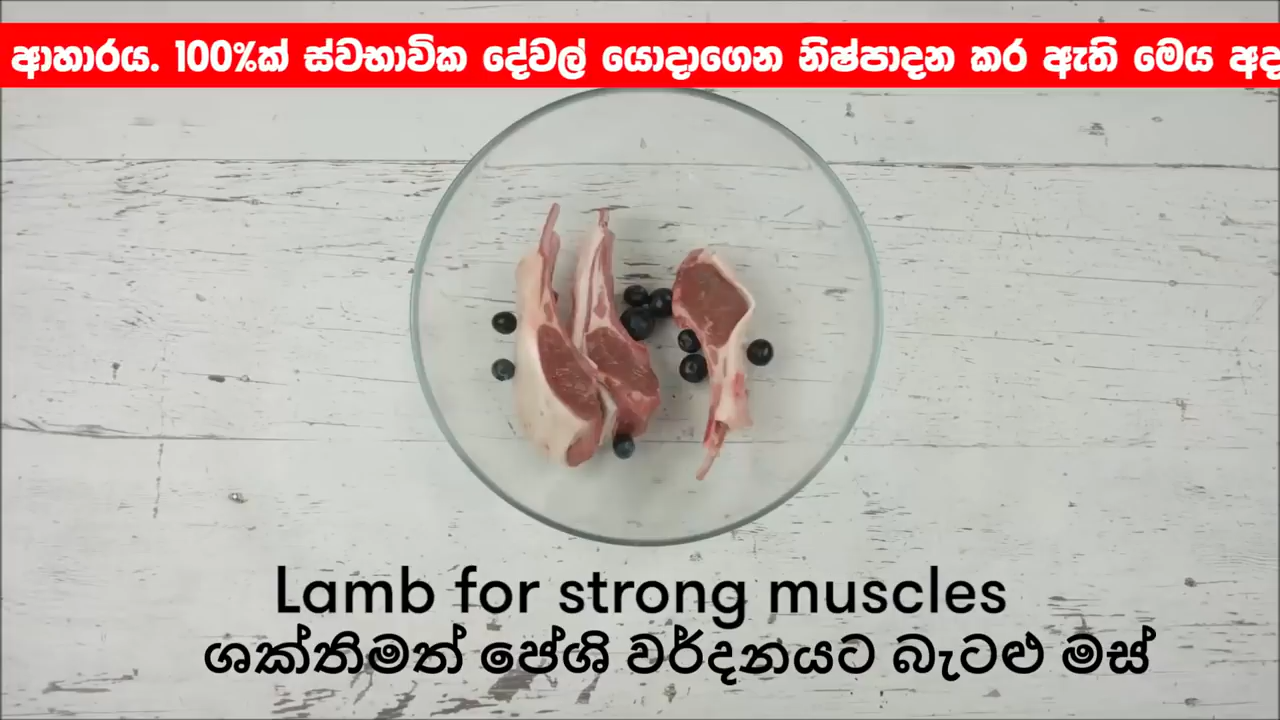 ආහාරය. 100%ක් ස්වභාවික දේවල් යොදාගෙන නිෂ්පාදන කර ඇති මෙය
Lamb for strong muscles
ශක්තිමත් පේශි වර්දනයට බැටළු මස්